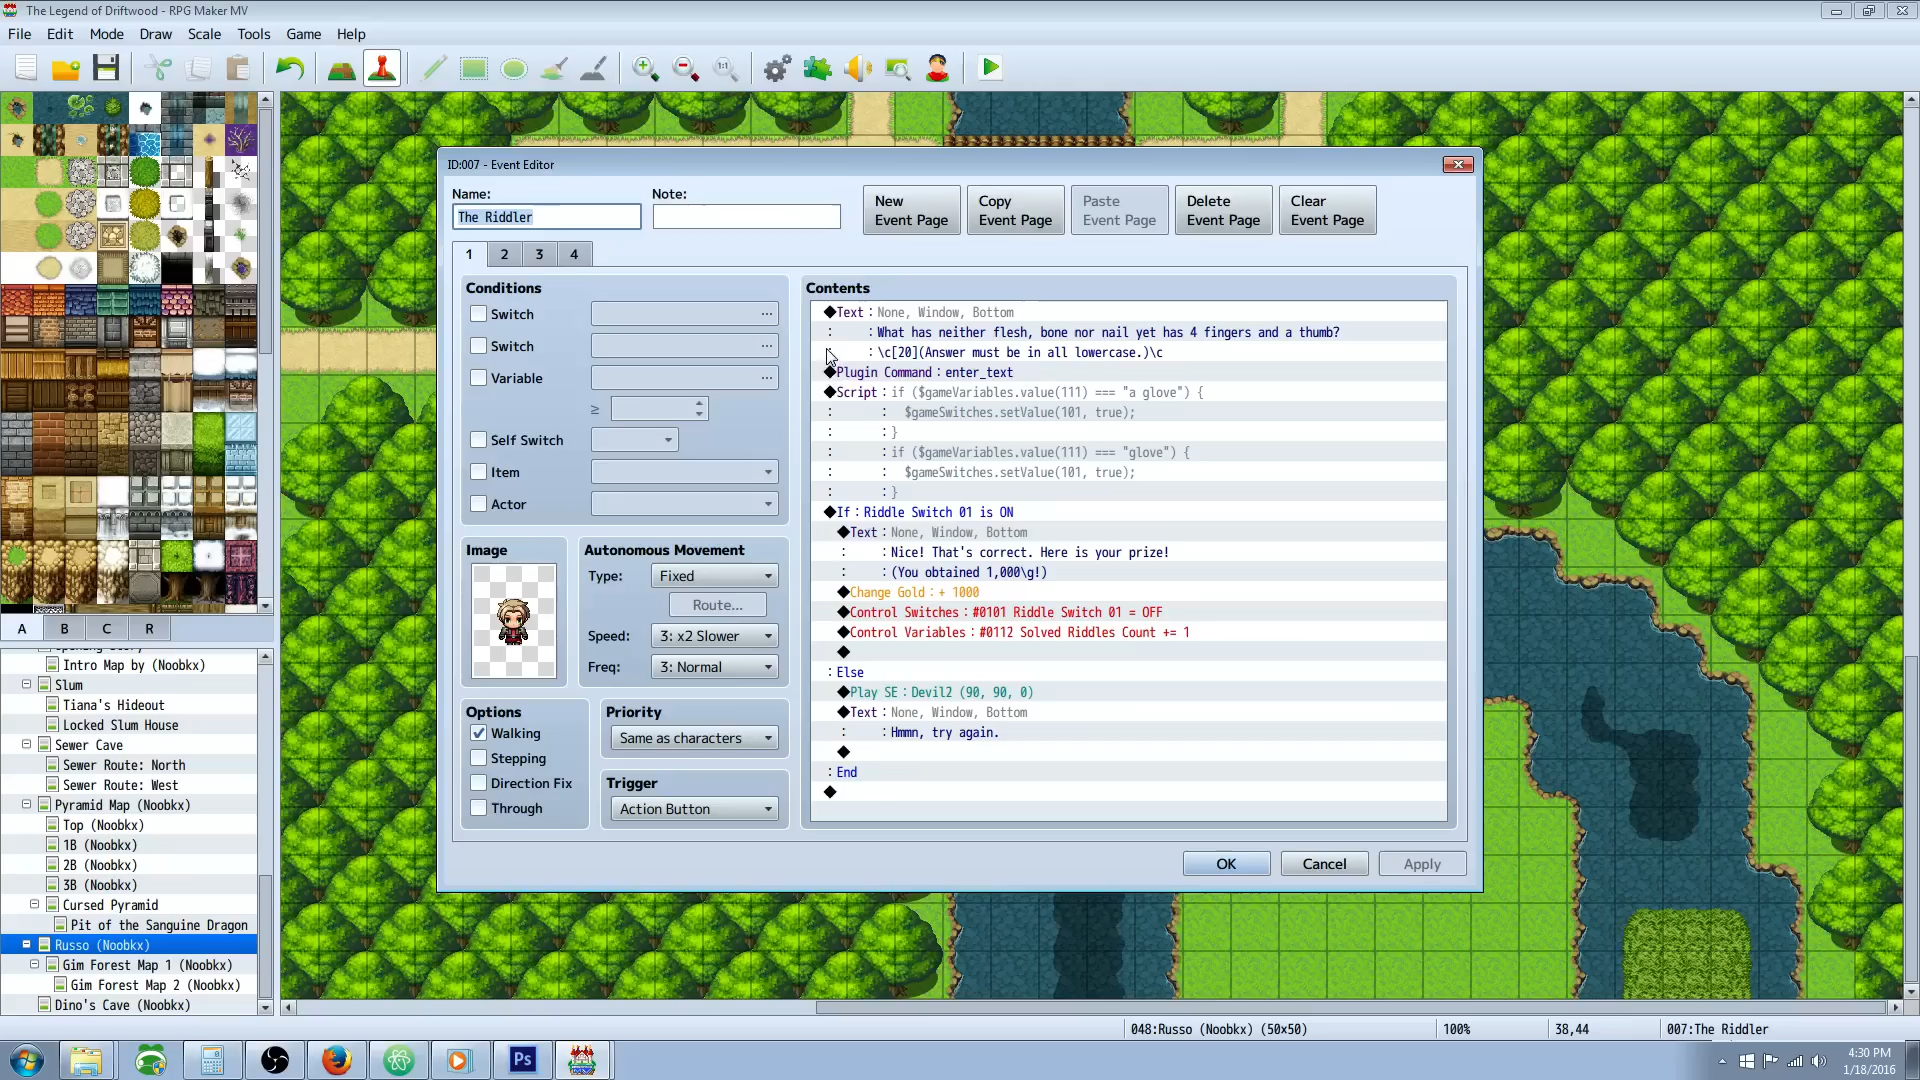 The Legend of Driftwood - RPG Maker MV
File Edit Mode Draw Scale Tools Game Help
1:1
ID:007 - Event Editor
Name:
Note:
The Riddler
New Event Page
Copy Event Page
Paste Event Page
Delete Event Page
Clear Event Page
1 2 3 4
Conditions
Switch ...
Switch ...
Variable ...
≥
Self Switch
Item
Actor
Image
Autonomous Movement
Type: Fixed
Route...
Speed: 3: x2 Slower
Freq: 3: Normal
Options
Walking
Stepping
Direction Fix
Through
Priority
Same as characters
Trigger
Action Button
Contents
◆Text : None, Window, Bottom
: : What has neither flesh, bone nor nail yet has 4 fingers and a thumb?
: : \c[20](Answer must be in all lowercase.)\c
◆Plugin Command : enter_text
◆Script : if ($gameVariables.value(111) === "a glove") {
: : $gameSwitches.setValue(101, true);
: : }
: : if ($gameVariables.value(111) === "glove") {
: : $gameSwitches.setValue(101, true);
: : }
◆If : Riddle Switch 01 is ON
◆Text : None, Window, Bottom
: : Nice! That's correct. Here is your prize!
: : (You obtained 1,000\g!)
◆Change Gold : + 1000
◆Control Switches : #0101 Riddle Switch 01 = OFF
◆Control Variables : #0112 Solved Riddles Count += 1
◆
: Else
◆Play SE : Devil2 (90, 90, 0)
◆Text : None, Window, Bottom
: : Hmmn, try again.
◆
: End
◆
OK Cancel Apply
A B C R
Opening Story
Intro Map by (Noobkx)
Slum
Tiana's Hideout
Locked Slum House
Sewer Cave
Sewer Route: North
Sewer Route: West
Pyramid Map (Noobkx)
Top (Noobkx)
1B (Noobkx)
2B (Noobkx)
3B (Noobkx)
Cursed Pyramid
Pit of the Sanguine Dragon
Russo (Noobkx)
Gim Forest Map 1 (Noobkx)
Gim Forest Map 2 (Noobkx)
Dino's Cave (Noobkx)
048:Russo (Noobkx) (50x50) 100% 38,44 007:The Riddler
Ps
4:30 PM
1/18/2016